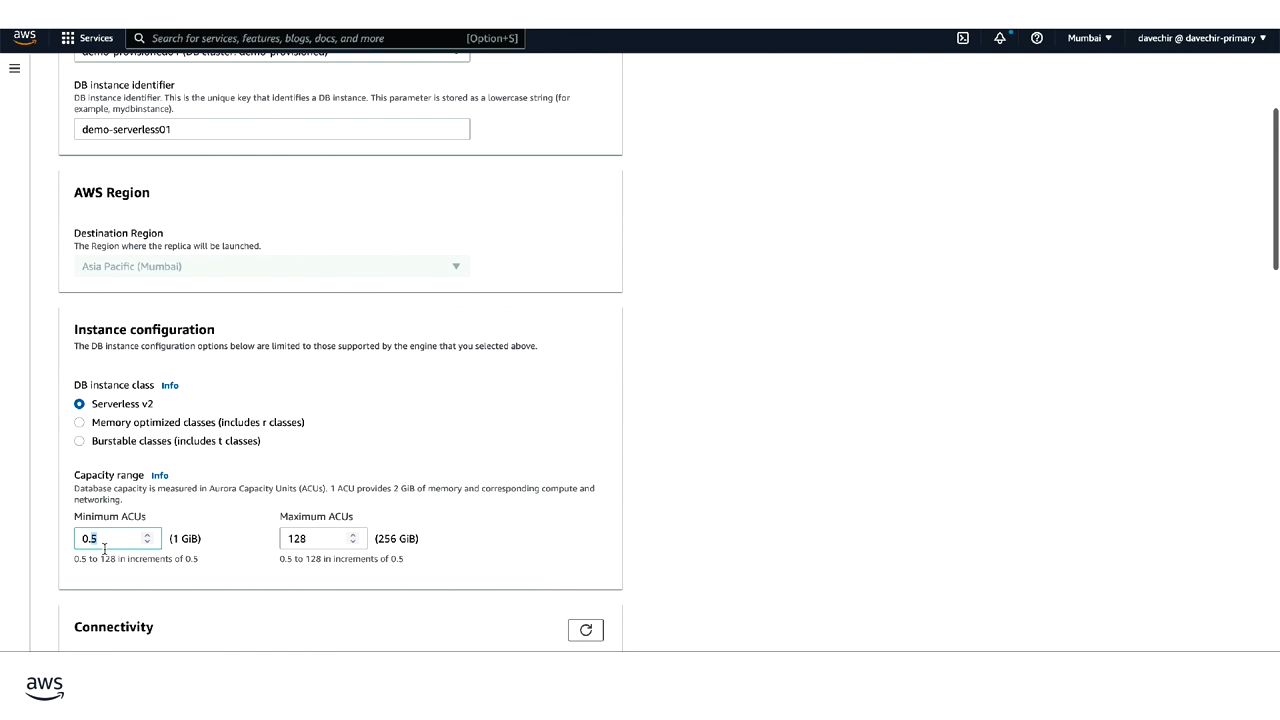 aws
Services
Search for services, features, blogs, docs, and more
[Option+S]
Mumbai
davechir @ davechir-primary
demo-provisioned01 (DB cluster: demo-provisioned)
DB instance identifier
DB instance identifier. This is the unique key that identifies a DB instance. This parameter is stored as a lowercase string (for
example, mydbinstance).
demo-serverless01
AWS Region
Destination Region
The Region where the replica will be launched.
Asia Pacific (Mumbai)
Instance configuration
The DB instance configuration options below are limited to those supported by the engine that you selected above.
DB instance class Info
Serverless v2
Memory optimized classes (includes r classes)
Burstable classes (includes t classes)
Capacity range Info
Database capacity is measured in Aurora Capacity Units (ACUs). 1 ACU provides 2 GiB of memory and corresponding compute and
networking.
Minimum ACUs
Maximum ACUs
0.5
(1 GiB)
128
(256 GiB)
0.5 to 128 in increments of 0.5
0.5 to 128 in increments of 0.5
Connectivity
aws